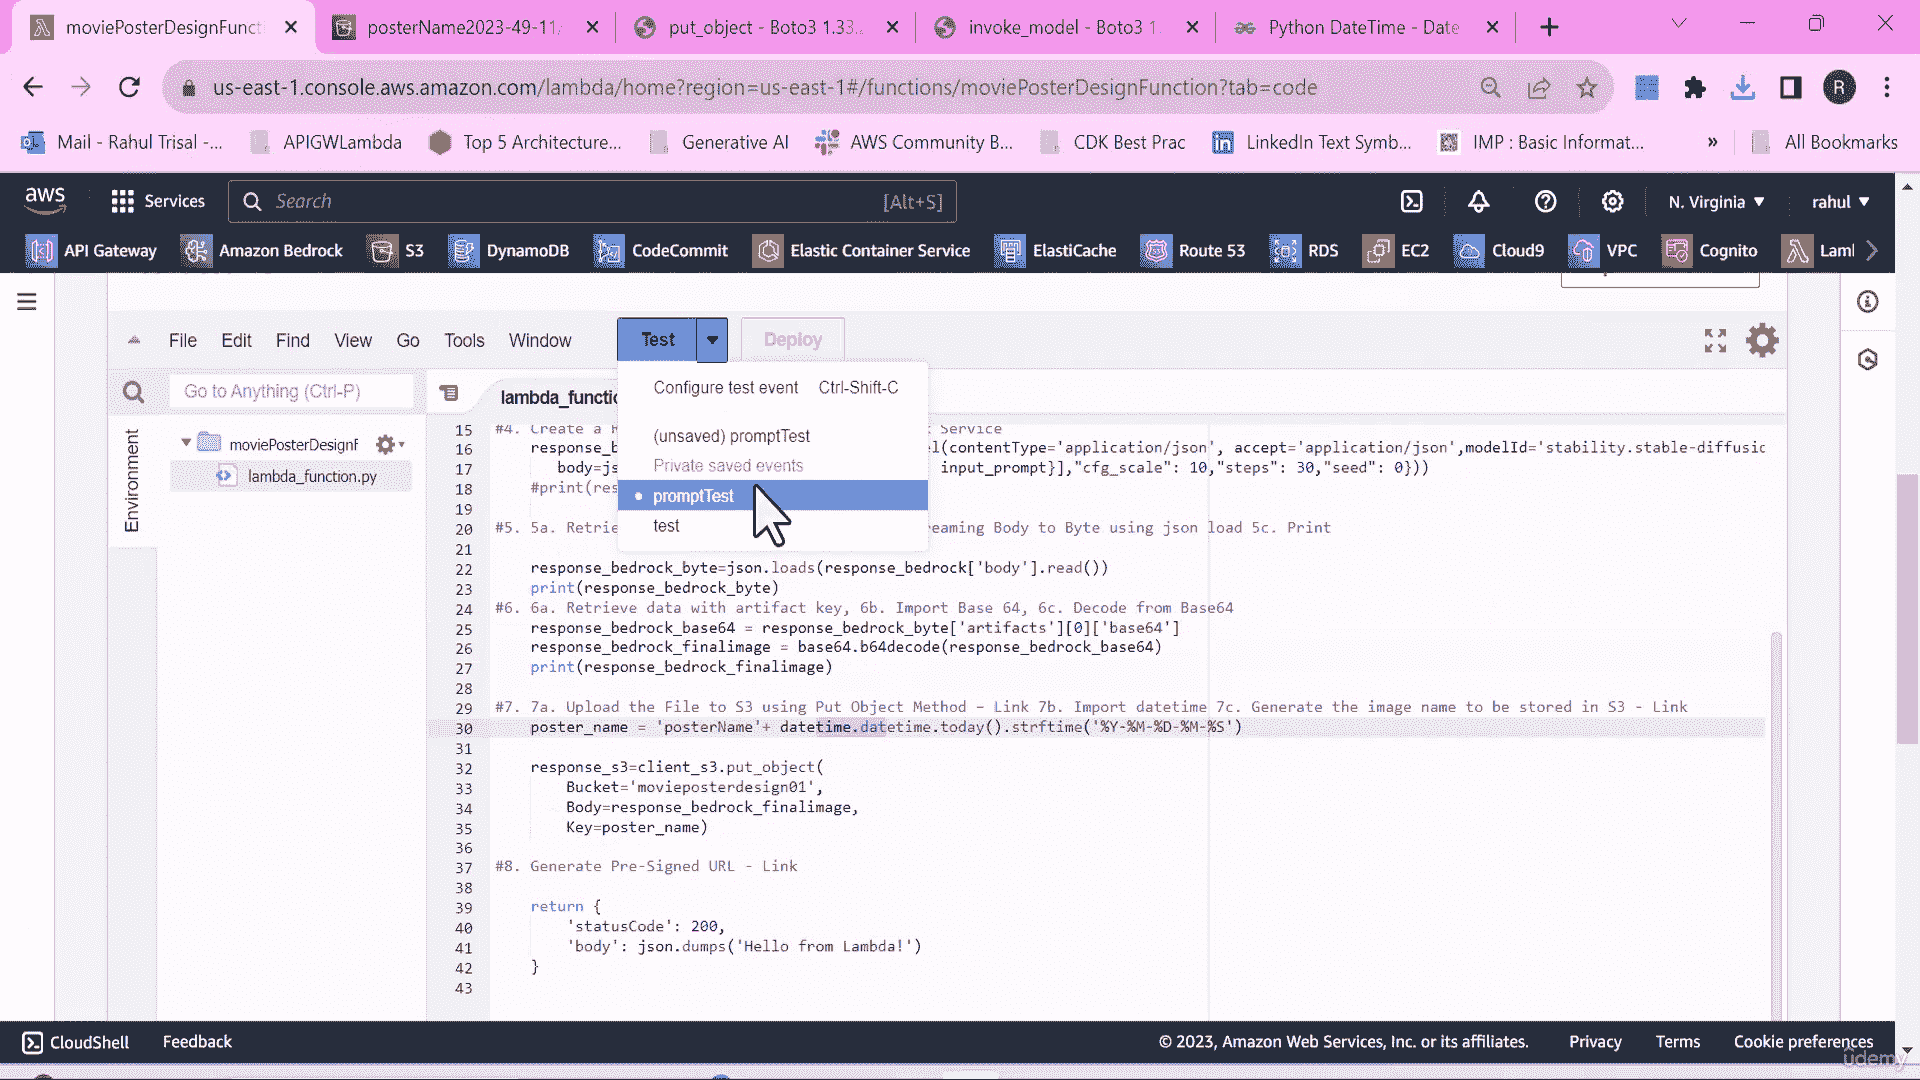 moviePosterDesignFuncti
posterName2023-49-11/
put_object - Boto3 1.33.
invoke_model - Boto3 1.
Python DateTime - Date
us-east-1.console.aws.amazon.com/lambda/home?region=us-east-1#/functions/moviePosterDesignFunction?tab=code
R
Mail - Rahul Trisal -...
APIGWLambda
Top 5 Architecture...
Generative AI
AWS Community B...
CDK Best Prac
LinkedIn Text Symb...
IMP : Basic Informat...
»
All Bookmarks
aws
Services
Search
[Alt+S]
N. Virginia
rahul
API Gateway
Amazon Bedrock
S3
DynamoDB
CodeCommit
Elastic Container Service
ElastiCache
Route 53
RDS
EC2
Cloud9
VPC
Cognito
Laml
File Edit Find View Go Tools Window
Test
Deploy
Configure test event Ctrl-Shift-C
(unsaved) promptTest
Private saved events
promptTest
test
Go to Anything (Ctrl-P)
Environment
moviePosterDesignf
lambda_function.py
lambda_functio
15 #4. Create a R Service
16 response_b l(contentType='application/json', accept='application/json',modelId='stability.stable-diffusic
17 body=js input_prompt}],"cfg_scale": 10,"steps": 30,"seed": 0}))
18 #print(res
19
20 #5. 5a. Retrie eaming Body to Byte using json load 5c. Print
21
22 response_bedrock_byte=json.loads(response_bedrock['body'].read())
23 print(response_bedrock_byte)
24 #6. 6a. Retrieve data with artifact key, 6b. Import Base 64, 6c. Decode from Base64
25 response_bedrock_base64 = response_bedrock_byte['artifacts'][0]['base64']
26 response_bedrock_finalimage = base64.b64decode(response_bedrock_base64)
27 print(response_bedrock_finalimage)
28
29 #7. 7a. Upload the File to S3 using Put Object Method – Link 7b. Import datetime 7c. Generate the image name to be stored in S3 - Link
30 poster_name = 'posterName'+ datetime.datetime.today().strftime('%Y-%M-%D-%M-%S')
31
32 response_s3=client_s3.put_object(
33 Bucket='movieposterdesign01',
34 Body=response_bedrock_finalimage,
35 Key=poster_name)
36
37 #8. Generate Pre-Signed URL - Link
38
39 return {
40 'statusCode': 200,
41 'body': json.dumps('Hello from Lambda!')
42 }
43
CloudShell
Feedback
© 2023, Amazon Web Services, Inc. or its affiliates.
Privacy
Terms
Cookie preferences
ûdemy